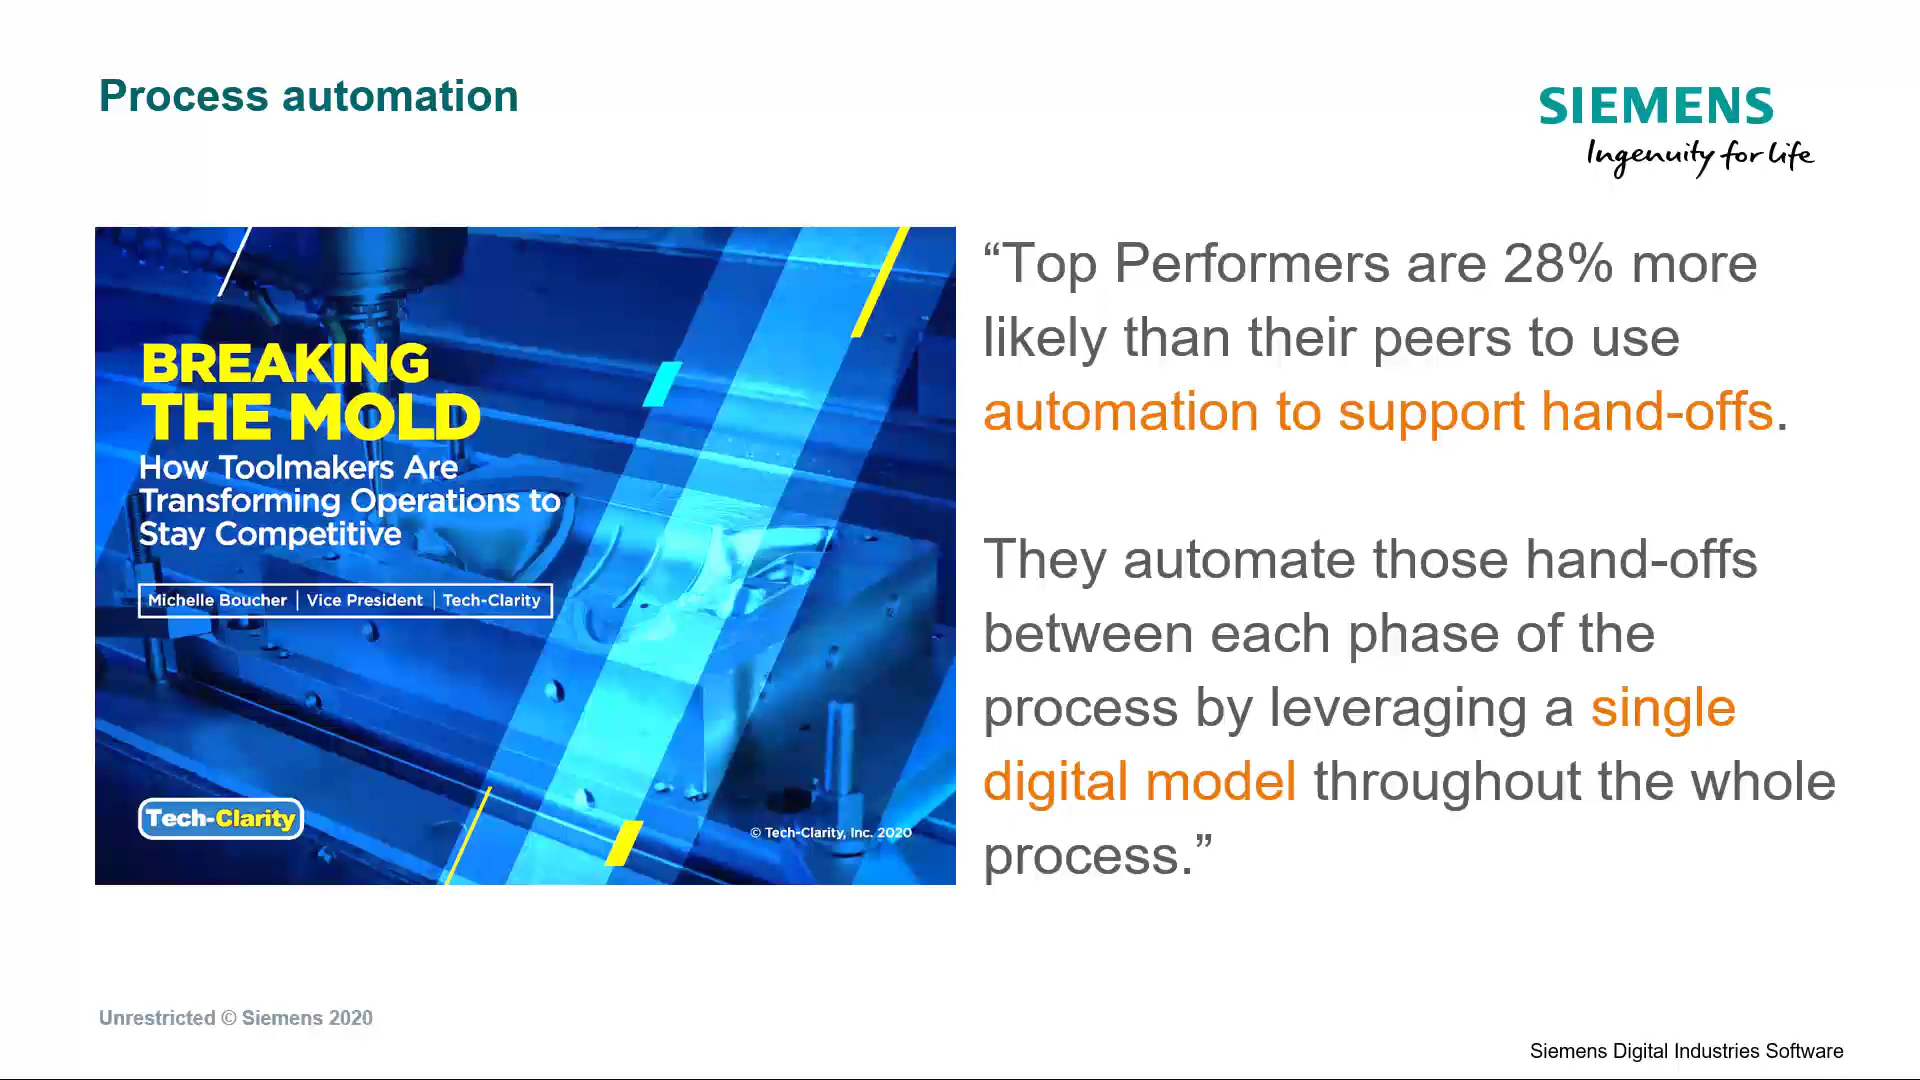 Process automation
SIEMENS
Ingenuity for life
BREAKING
THE MOLD
How Toolmakers Are
Transforming Operations to
Stay Competitive
Michelle Boucher | Vice President | Tech-Clarity
Tech-Clarity
© Tech-Clarity, Inc. 2020
“Top Performers are 28% more
likely than their peers to use
automation to support hand-offs.
They automate those hand-offs
between each phase of the
process by leveraging a single
digital model throughout the whole
process.”
Unrestricted © Siemens 2020
Siemens Digital Industries Software